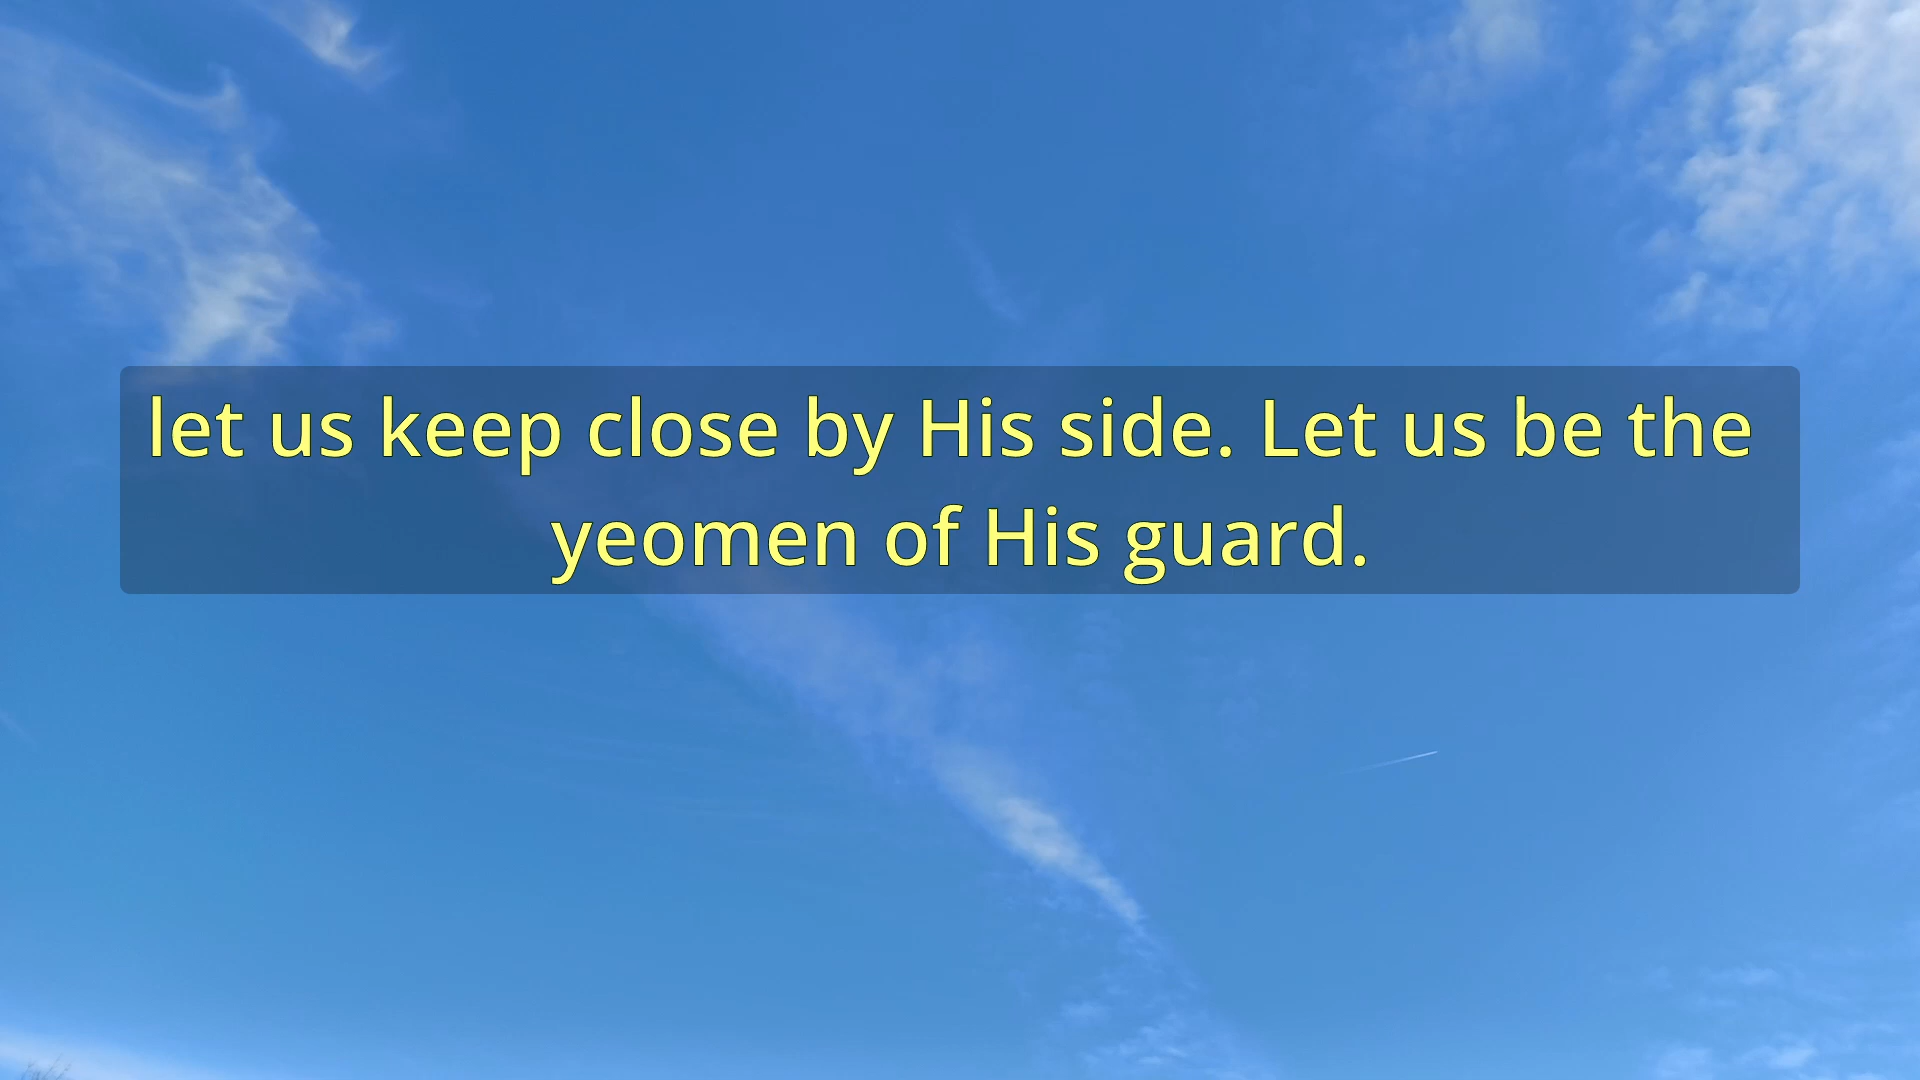 let us keep close by His side. Let us be the
yeomen of His guard.